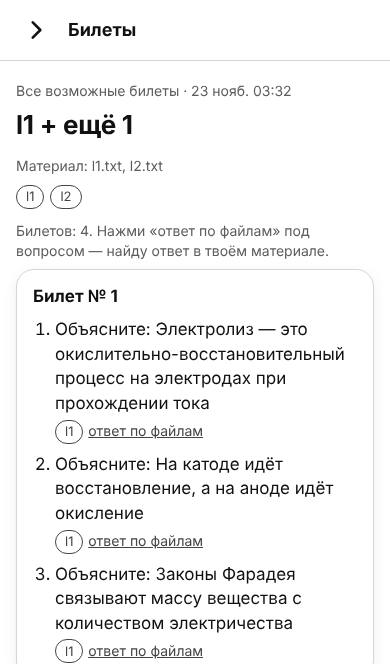 Билеты
Все возможные билеты · 23 нояб. 03:32
l1 + ещё 1
Материал: l1.txt, l2.txt
l1 l2
Билетов: 4. Нажми «ответ по файлам» под
вопросом — найду ответ в твоём материале.
Билет № 1
1. Объясните: Электролиз — это
окислительно-восстановительный
процесс на электродах при
прохождении тока
l1 ответ по файлам
2. Объясните: На катоде идёт
восстановление, а на аноде идёт
окисление
l1 ответ по файлам
3. Объясните: Законы Фарадея
связывают массу вещества с
количеством электричества
l1 ответ по файлам